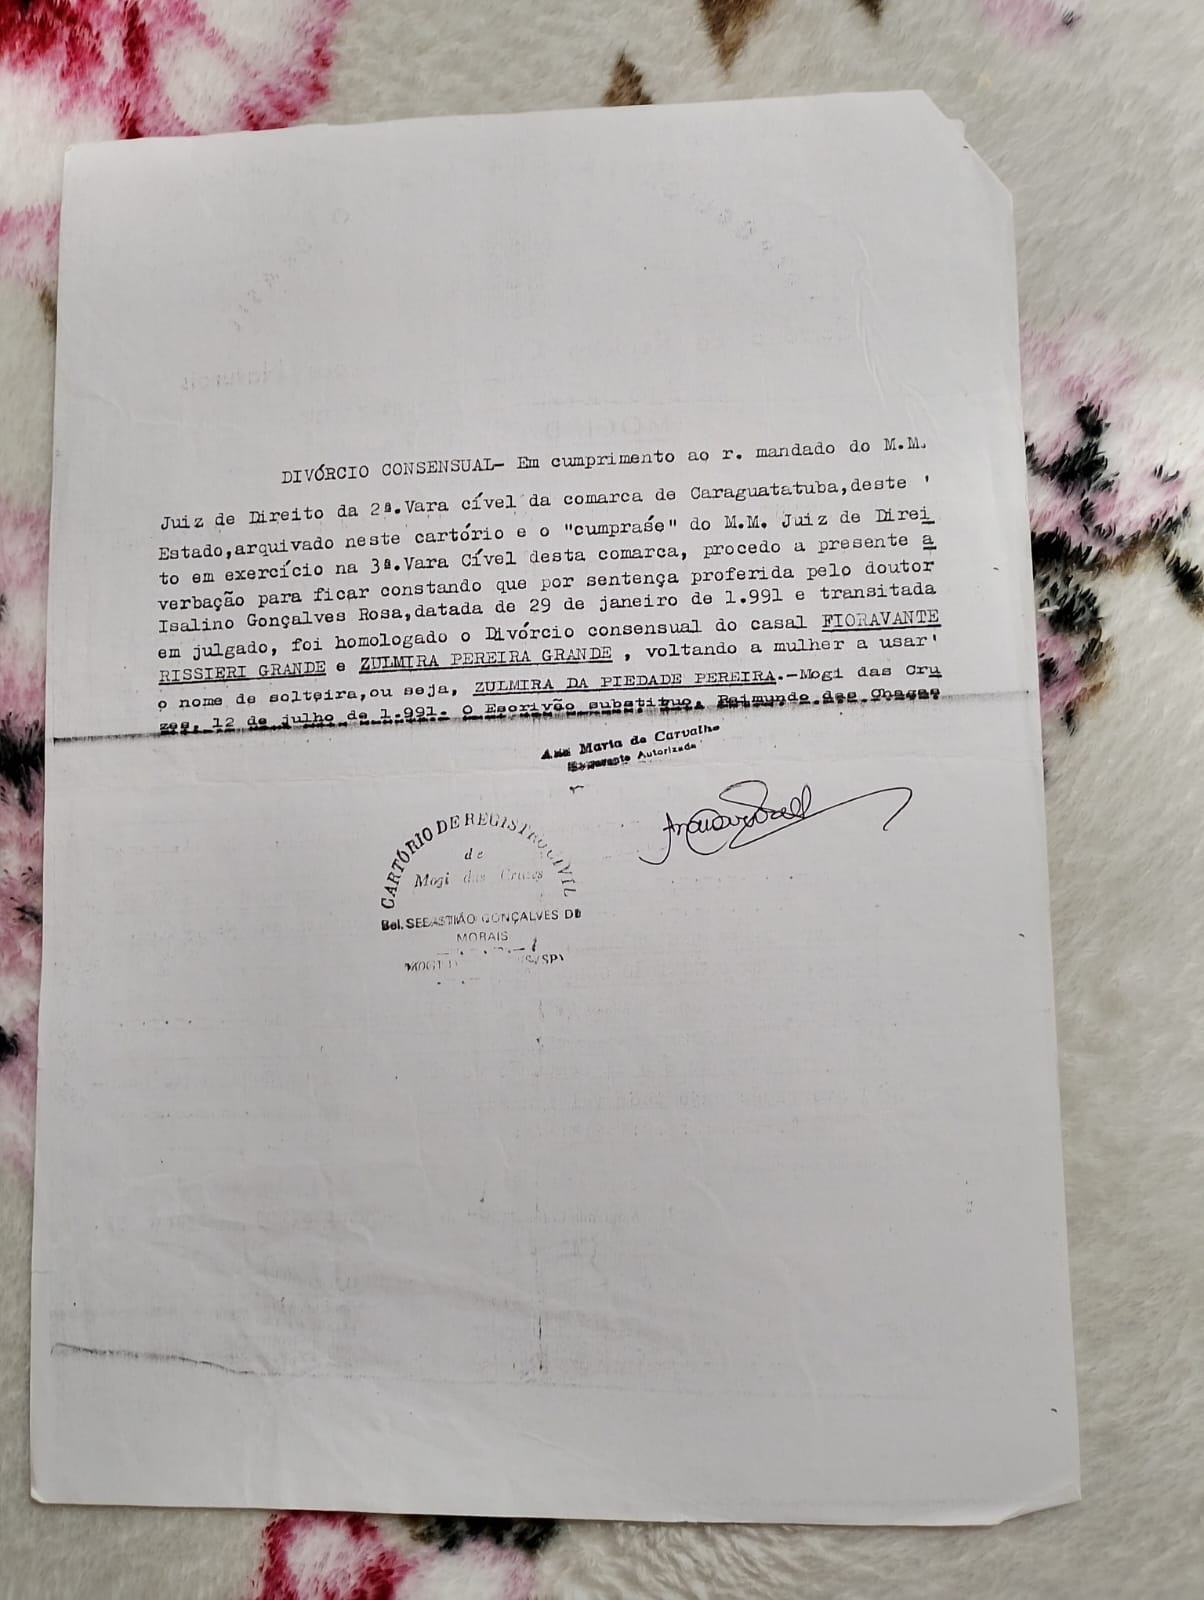 DIVÓRCIO CONSENSUAL- Em cumprimento ao r. mandado do M.M.
Juiz de Direito da 2ª.Vara cível da comarca de Caraguatatuba,deste '
Estado,arquivado neste cartório e o "cumprase" do M.M. Juiz de Direi
to em exercício na 3ª.Vara Cível desta comarca, procedo a presente a
verbação para ficar constando que por sentença proferida pelo doutor
Isalino Gonçalves Rosa,datada de 29 de janeiro de 1.991 e transitada
em julgado, foi homologado o Divórcio consensual do casal FIORAVANTE
RISSIERI GRANDE e ZULMIRA PEREIRA GRANDE , voltando a mulher a usar'
o nome de solteira,ou seja, ZULMIRA DA PIEDADE PEREIRA.-Mogi das Cru
zes, 12 de julho de 1.991. O Escrivão substituo, Raimundo das Chagas
Ana Maria de Carvalho
Escrevente Autorizada
CARTÓRIO DE REGISTRO CIVIL
de
Mogi das Cruzes
Bel. SEBASTIÃO GONÇALVES DE
MORAIS